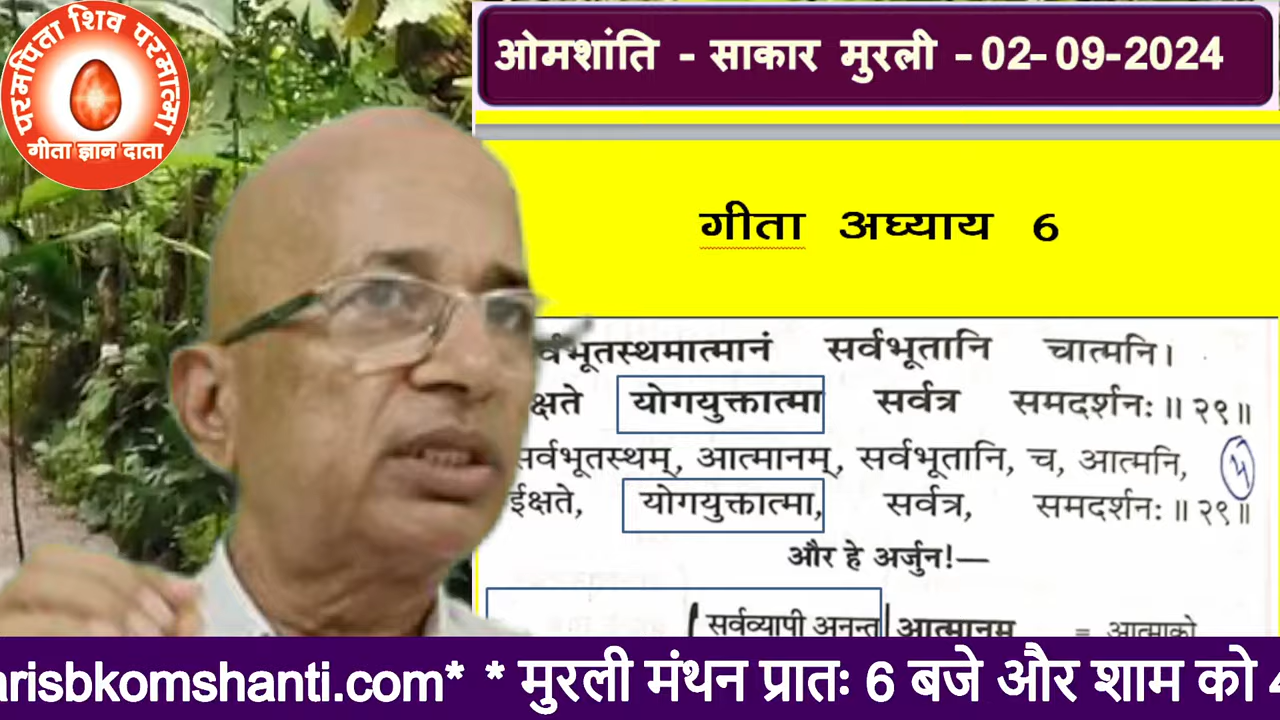 परमपिता शिव परमात्मा
गीता ज्ञान दाता
ओमशांति - साकार मुरली - 02- 09-2024
गीता अघ्याय 6
र्वभूतस्थमात्मानं सर्वभूतानि चात्मनि।
क्षते योगयुक्तात्मा सर्वत्र समदर्शनः॥ २९॥
सर्वभूतस्थम्, आत्मानम्, सर्वभूतानि, च, आत्मनि,
५
ईक्षते, योगयुक्तात्मा, सर्वत्र, समदर्शनः॥ २९॥
और हे अर्जुन!—
सर्वव्यापी अनन्त आत्मानम् = आत्माको
arisbkomshanti.com* * मुरली मंथन प्रातः 6 बजे और शाम को 4